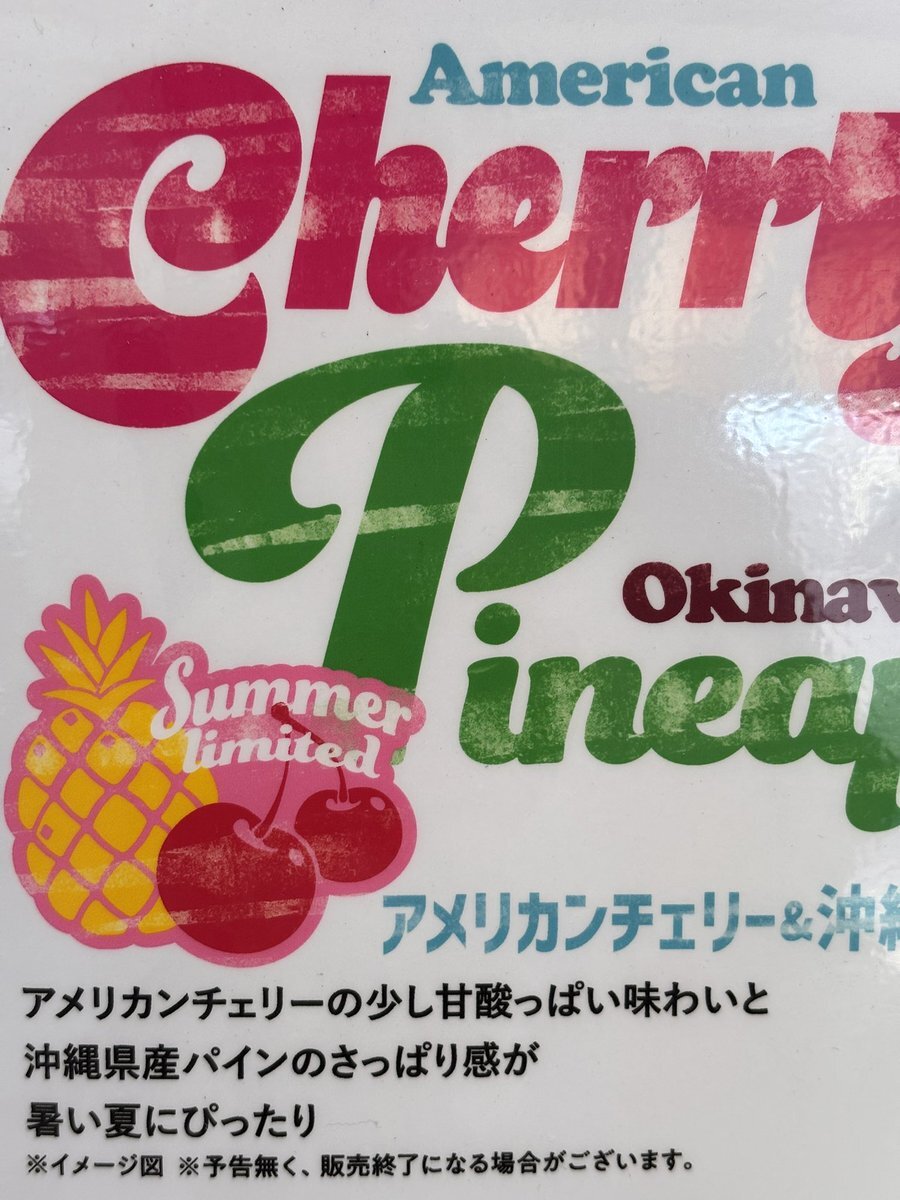 American
Cherry
Okinaw
Pineap
Summer
limited
アメリカンチェリー&沖縄
アメリカンチェリーの少し甘酸っぱい味わいと
沖縄県産パインのさっぱり感が
暑い夏にぴったり
※イメージ図 ※予告無く、販売終了になる場合がございます。